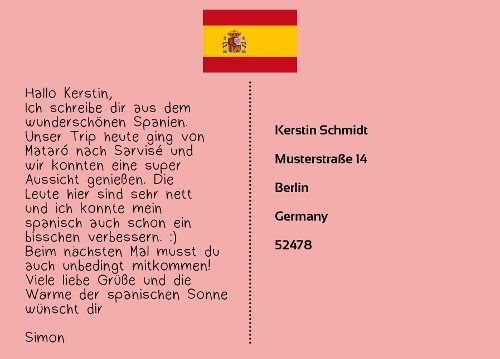 Hallo Kerstin,
Ich schreibe dir aus dem
wunderschönen Spanien.
Unser Trip heute ging von
Mataró nach Sarvisé und
wir konnten eine super
Aussicht genießen. Die
Leute hier sind sehr nett
und ich konnte mein
spanisch auch schon ein
bisschen verbessern. :)
Beim nächsten Mal musst du
auch unbedingt mitkommen!
Viele liebe Grüße und die
Wärme der spanischen Sonne
wünscht dir
Simon
Kerstin Schmidt
Musterstraße 14
Berlin
Germany
52478